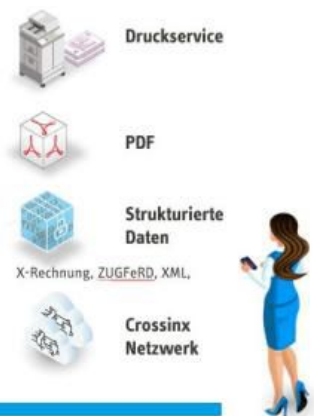 Druckservice
PDF
Strukturierte
Daten
X-Rechnung, ZUGFeRD, XML,
Crossinx
Netzwerk